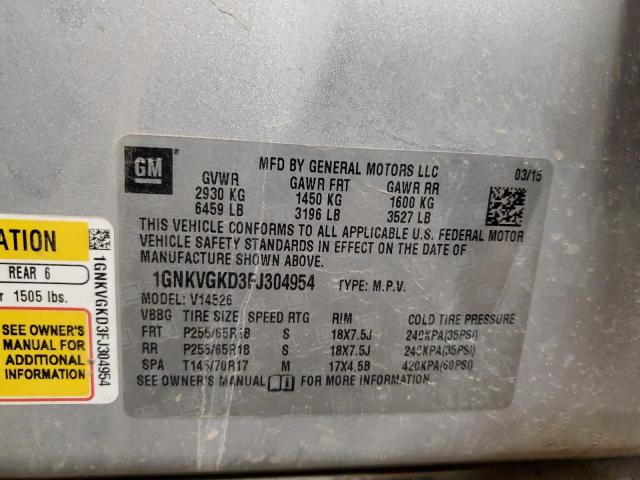 GM
MFD BY GENERAL MOTORS LLC
03/15
GVWR GAWR FRT GAWR RR
2930 KG 1450 KG 1600 KG
6459 LB 3196 LB 3527 LB
THIS VEHICLE CONFORMS TO ALL APPLICABLE U.S. FEDERAL MOTOR
VEHICLE SAFETY STANDARDS IN EFFECT ON THE DATE OF
MANUFACTURE SHOWN ABOVE.
1GNKVGKD3FJ304954 TYPE: M.P.V.
MODEL: V14526
VBBG TIRE SIZE SPEED RTG RIM COLD TIRE PRESSURE
FRT P255/65R18 S 18X7.5J 240KPA(35PSI)
RR P255/65R18 S 18X7.5J 240KPA(35PSI)
SPA T145/70R17 M 17X4.5B 420KPA(60PSI)
SEE OWNER'S MANUAL FOR MORE INFORMATION.
ATION
REAR 6
r 1505 lbs.
SEE OWNER'S
MANUAL FOR
ADDITIONAL
INFORMATION
1GNKVGKD3FJ304954